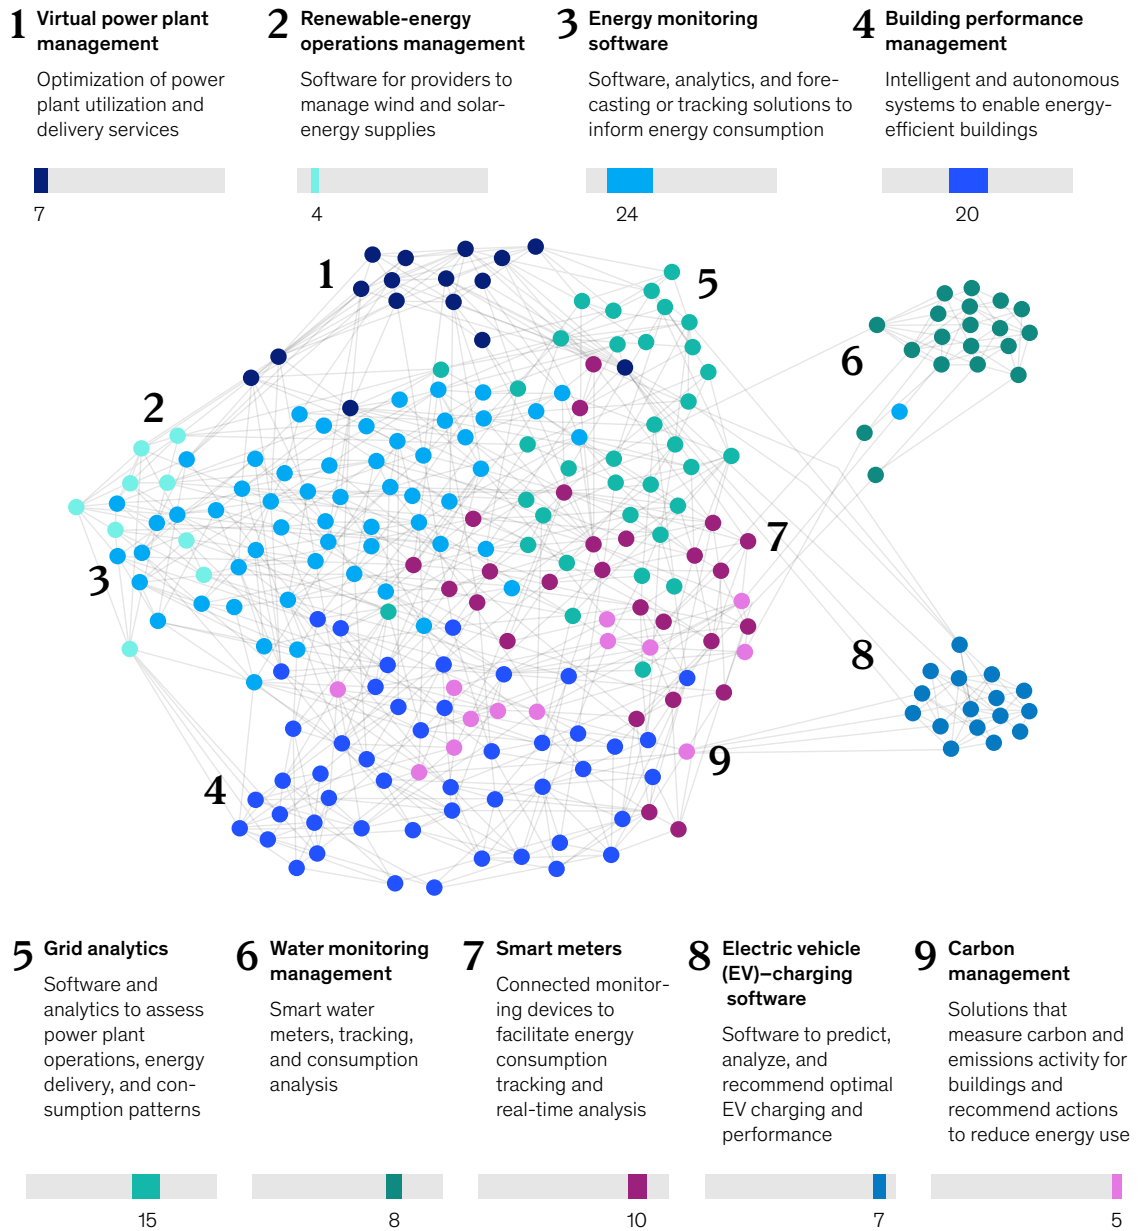 1 Virtual power plant
management
Optimization of power
plant utilization and
delivery services
7
2 Renewable-energy
operations management
Software for providers to
manage wind and solar-
energy supplies
4
3 Energy monitoring
software
Software, analytics, and fore-
casting or tracking solutions to
inform energy consumption
24
4 Building performance
management
Intelligent and autonomous
systems to enable energy-
efficient buildings
20
1
5
6
2
7
3
8
9
4
5 Grid analytics
Software and
analytics to assess
power plant
operations, energy
delivery, and con-
sumption patterns
15
6 Water monitoring
management
Smart water
meters, tracking,
and consumption
analysis
8
7 Smart meters
Connected monitor-
ing devices to
facilitate energy
consumption
tracking and
real-time analysis
10
8 Electric vehicle
(EV)–charging
software
Software to predict,
analyze, and
recommend optimal
EV charging and
performance
7
9 Carbon
management
Solutions that
measure carbon and
emissions activity for
buildings and
recommend actions
to reduce energy use
5